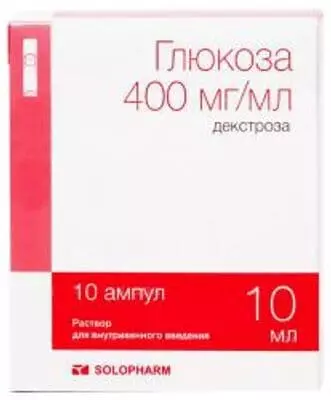 Глюкоза
400 мг/мл
декстроза
10 ампул
10
мл
Раствор
для внутривенного введения
SOLOPHARM